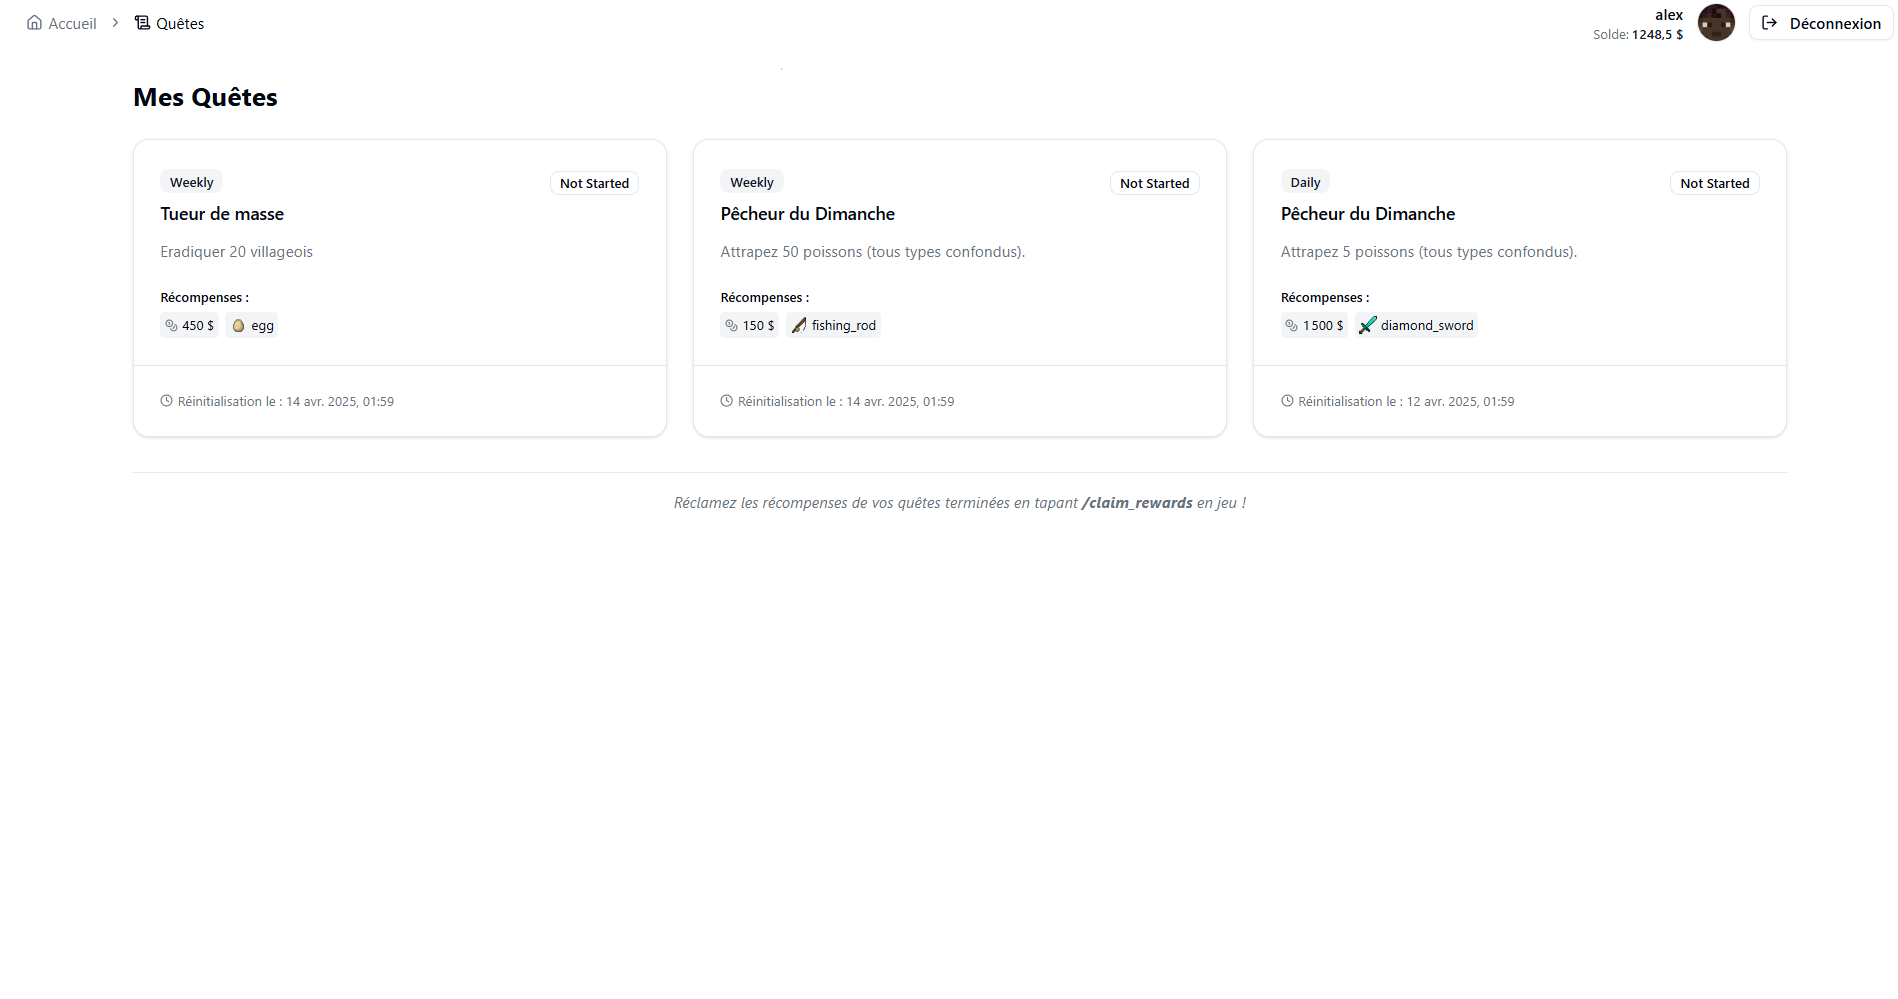 Accueil > Quêtes
alex
Solde: 1248,5 $
Déconnexion
Mes Quêtes
Weekly
Not Started
Tueur de masse
Eradiquer 20 villageois
Récompenses :
450 $ egg
Réinitialisation le : 14 avr. 2025, 01:59
Weekly
Not Started
Pêcheur du Dimanche
Attrapez 50 poissons (tous types confondus).
Récompenses :
150 $ fishing_rod
Réinitialisation le : 14 avr. 2025, 01:59
Daily
Not Started
Pêcheur du Dimanche
Attrapez 5 poissons (tous types confondus).
Récompenses :
1 500 $ diamond_sword
Réinitialisation le : 12 avr. 2025, 01:59
Réclamez les récompenses de vos quêtes terminées en tapant /claim_rewards en jeu !